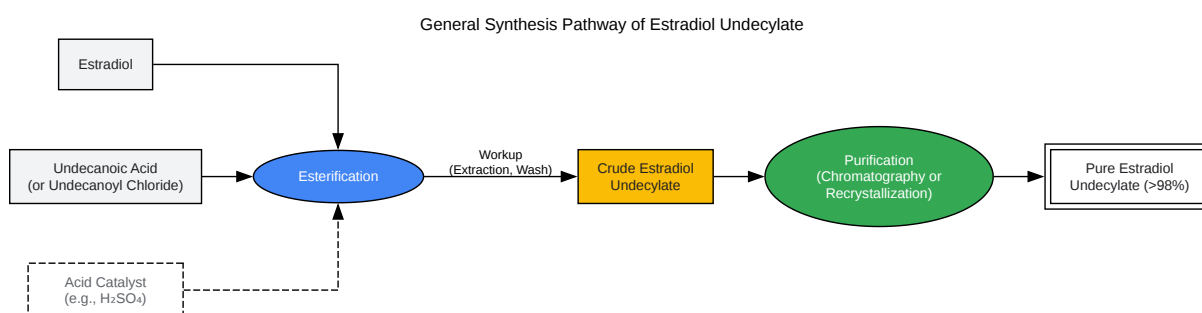 General Synthesis Pathway of Estradiol Undecylate
Estradiol
Undecanoic Acid
(or Undecanoyl Chloride)
Acid Catalyst
(e.g., H₂SO₄)
Esterification
Workup
(Extraction, Wash)
Crude Estradiol
Undecylate
Purification
(Chromatography or
Recrystallization)
Pure Estradiol
Undecylate (>98%)